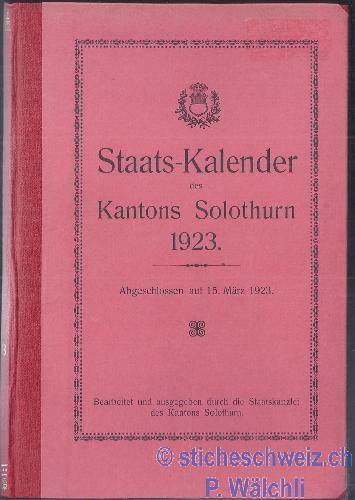 Staats-Kalender
des
Kantons Solothurn
1923.
Abgeschlossen auf 15. März 1923.
Bearbeitet und ausgegeben durch die Staatskanzlei
des Kantons Solothurn.
© sticheschweiz.ch
P. Wälchli